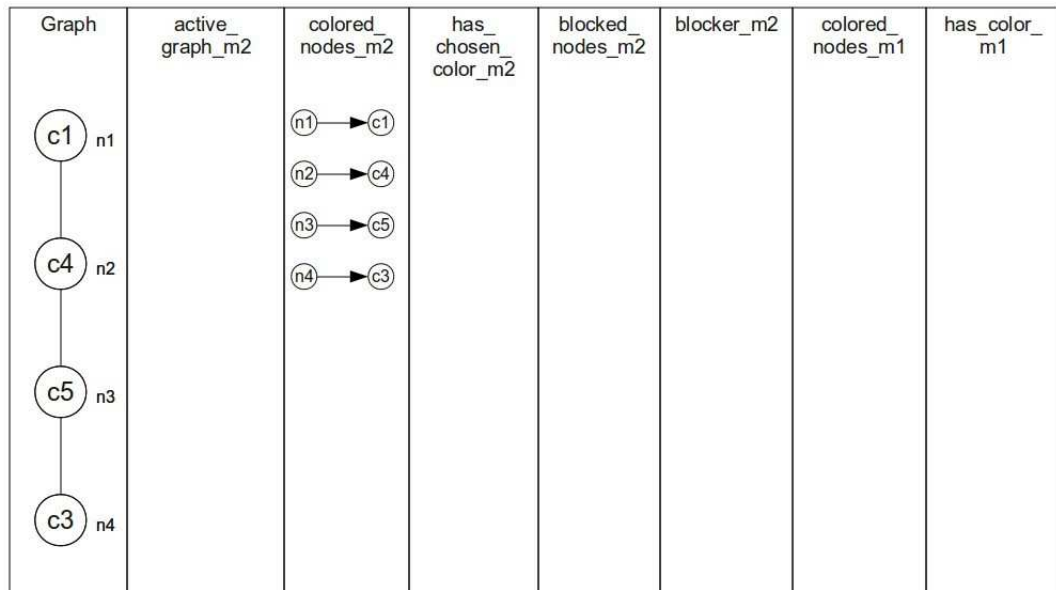 Graph
active_
graph_m2
colored_
nodes_m2
has_
chosen_
color_m2
blocked_
nodes_m2
blocker_m2
colored_
nodes_m1
has_color_
m1
c1 n1
n1 c1
n2 c4
n3 c5
n4 c3
c4 n2
c5 n3
c3 n4